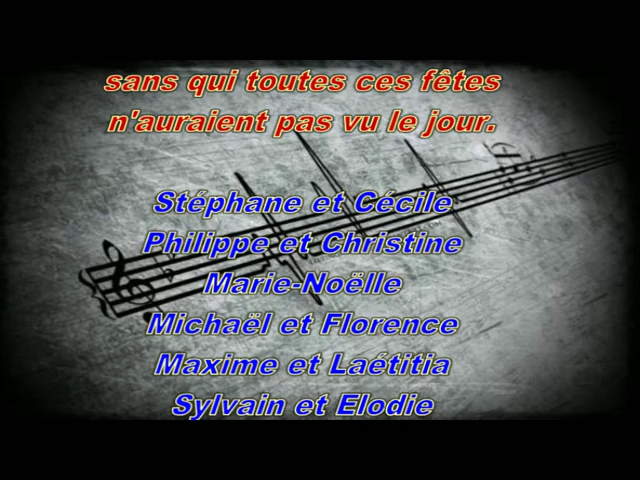 sans qui toutes ces fêtes
n'auraient pas vu le jour.
Stéphane et Cécile
Philippe et Christine
Marie-Noëlle
Michaël et Florence
Maxime et Laétitia
Sylvain et Elodie